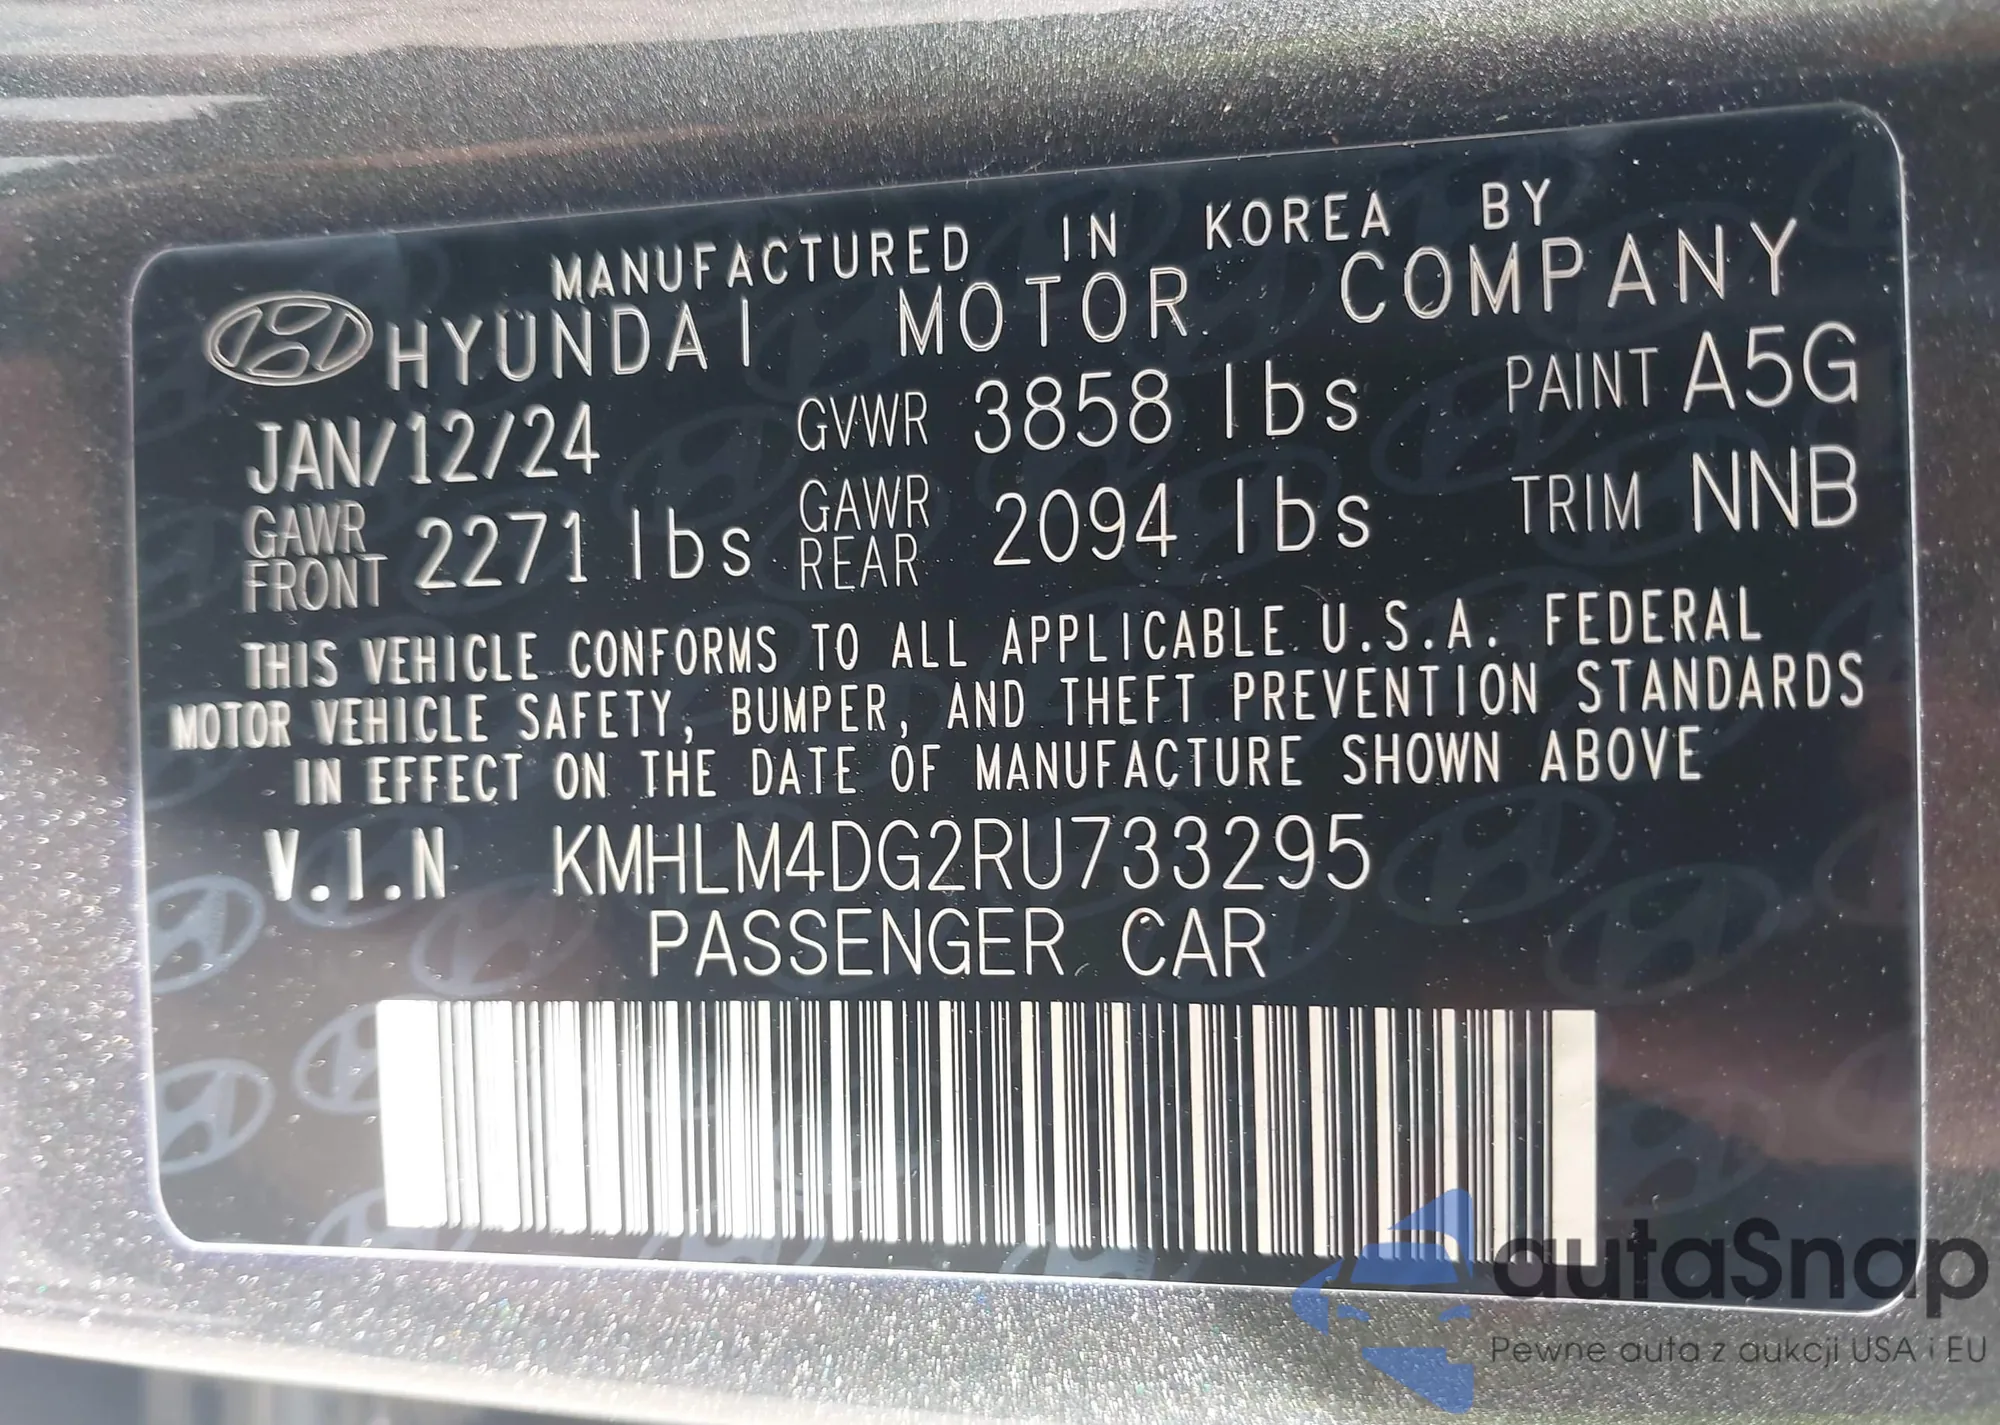 MANUFACTURED IN KOREA BY
HYUNDAI MOTOR COMPANY
JAN/12/24 GVWR 3858 lbs PAINT A5G
GAWR FRONT 2271 lbs GAWR REAR 2094 lbs TRIM NNB
THIS VEHICLE CONFORMS TO ALL APPLICABLE U.S.A. FEDERAL
MOTOR VEHICLE SAFETY, BUMPER, AND THEFT PREVENTION STANDARDS
IN EFFECT ON THE DATE OF MANUFACTURE SHOWN ABOVE
V.I.N KMHLM4DG2RU733295
PASSENGER CAR
autaSnap
Pewne auta z aukcji USA i EU